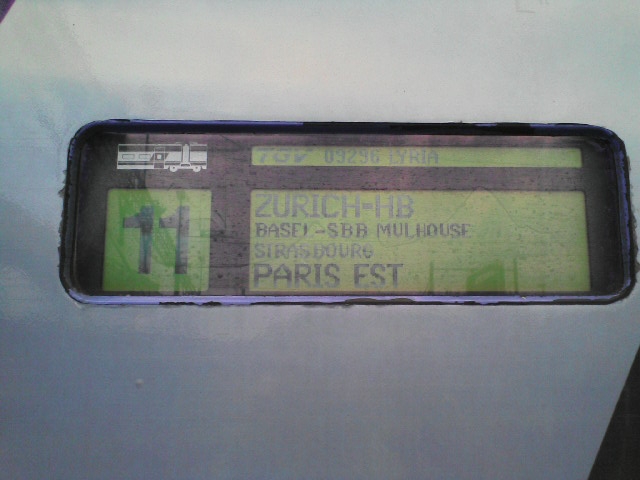 TGV 09296 LYRIA
11
ZURICH-HB
BASEL-SBB MULHOUSE
STRASBOURG
PARIS EST